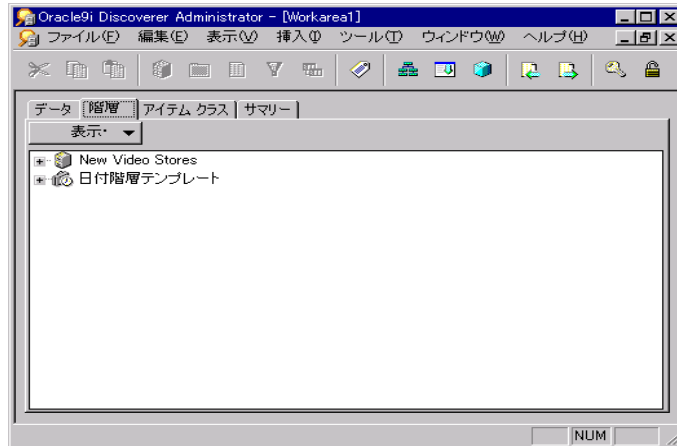 Oracle9i Discoverer Administrator - [Workarea1]
ファイル(F) 編集(E) 表示(V) 挿入(I) ツール(T) ウィンドウ(W) ヘルプ(H)
データ 階層 アイテム クラス サマリー
表示・
New Video Stores
日付階層テンプレート
NUM